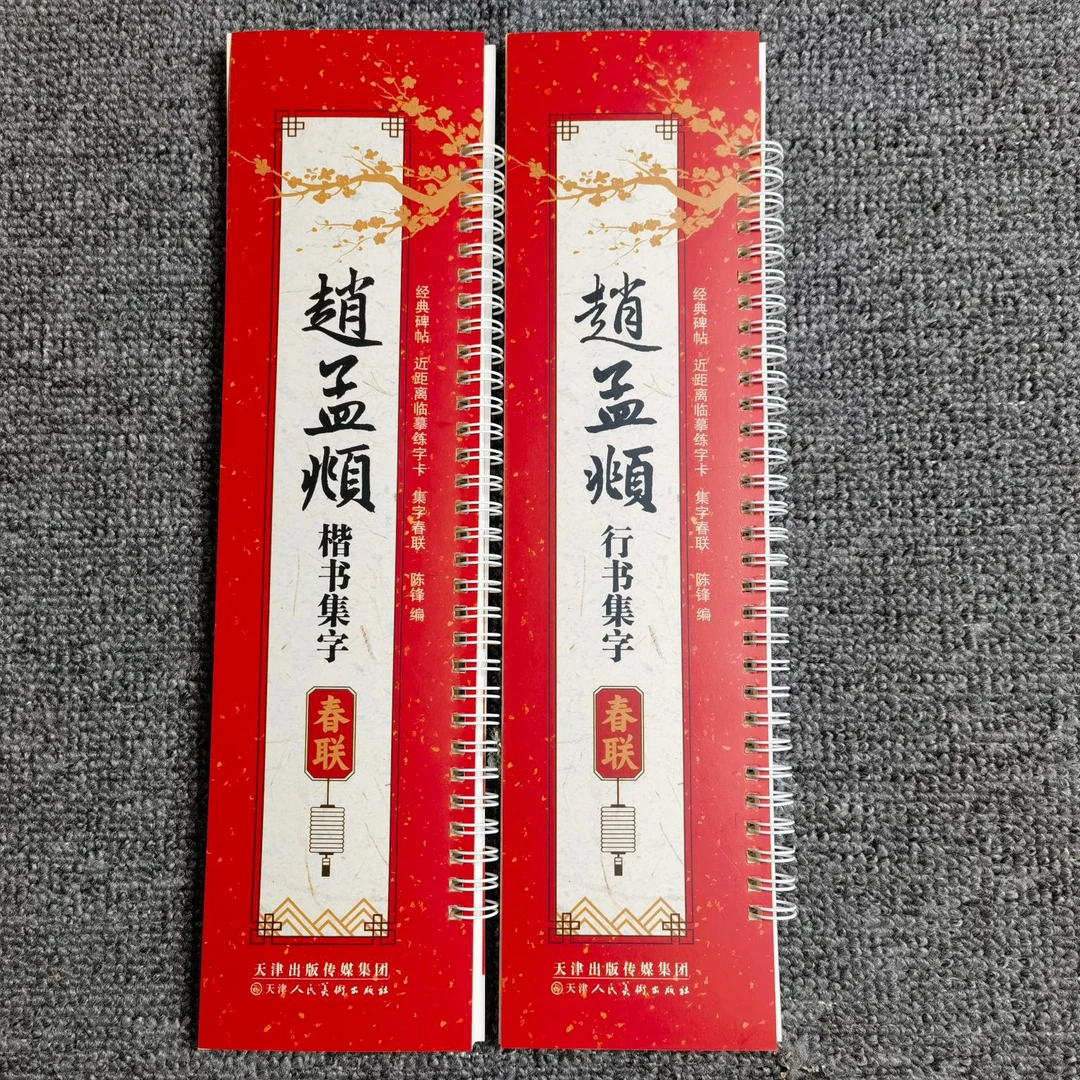 趙孟頫
楷书集字
春联
经典碑帖 近距离临摹练字卡 集字春联 陈锋 编
天津出版传媒集团
天津人民美术出版社
趙孟頫
行书集字
春联
经典碑帖 近距离临摹练字卡 集字春联 陈锋 编
天津出版传媒集团
天津人民美术出版社